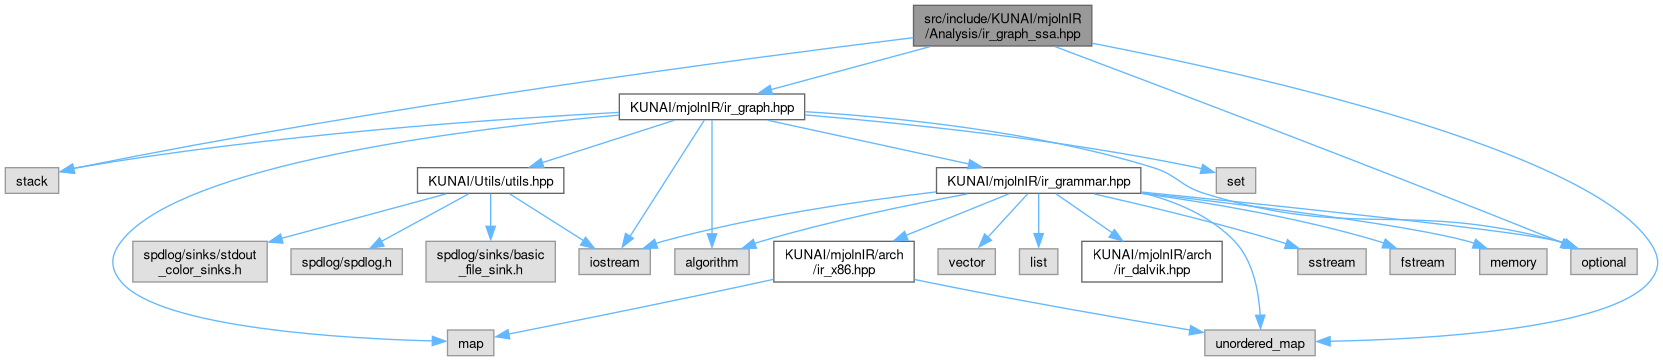 src/include/KUNAI/mjolnIR
/Analysis/ir_graph_ssa.hpp
KUNAI/mjolnIR/ir_graph.hpp
stack
KUNAI/Utils/utils.hpp
KUNAI/mjolnIR/ir_grammar.hpp
set
spdlog/sinks/stdout
_color_sinks.h
spdlog/spdlog.h
spdlog/sinks/basic
_file_sink.h
iostream
algorithm
KUNAI/mjolnIR/arch
/ir_x86.hpp
vector
list
KUNAI/mjolnIR/arch
/ir_dalvik.hpp
sstream
fstream
memory
optional
map
unordered_map